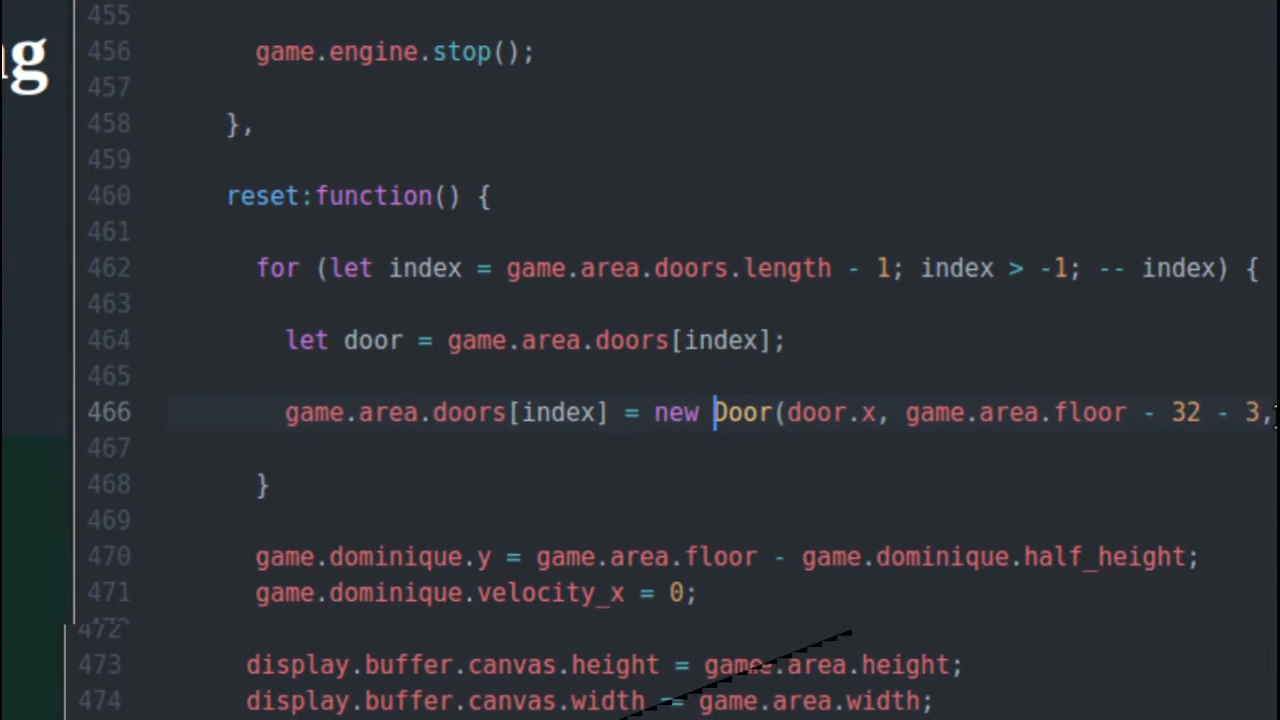 ng
455
456 game.engine.stop();
457
458 },
459
460 reset:function() {
461
462 for (let index = game.area.doors.length - 1; index > -1; -- index) {
463
464 let door = game.area.doors[index];
465
466 game.area.doors[index] = new Door(door.x, game.area.floor - 32 - 3,
467
468 }
469
470 game.dominique.y = game.area.floor - game.dominique.half_height;
471 game.dominique.velocity_x = 0;
472
473 display.buffer.canvas.height = game.area.height;
474 display.buffer.canvas.width = game.area.width;